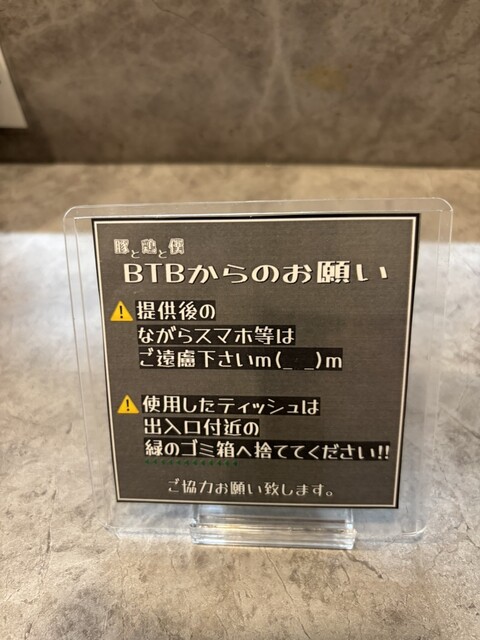 豚と鶏と僕
BTBからのお願い
⚠提供後の
ながらスマホ等は
ご遠慮下さいm(_ _)m
⚠使用したティッシュは
出入口付近の
緑のゴミ箱へ捨ててください!!
ご協力お願い致します。